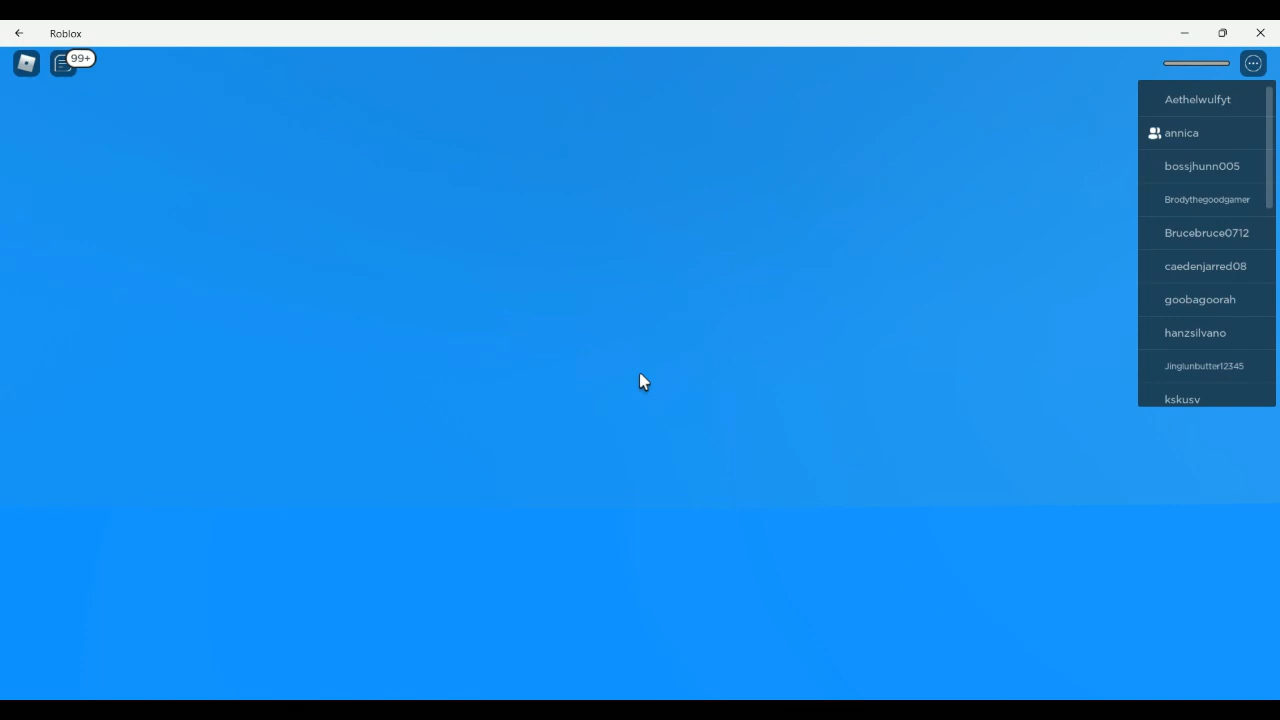 Roblox
99+
Aethelwulfyt
annica
bossjhunn005
Brodythegoodgamer
Brucebruce0712
caedenjarred08
goobagoorah
hanzsilvano
Jinglunbutter12345
kskusv